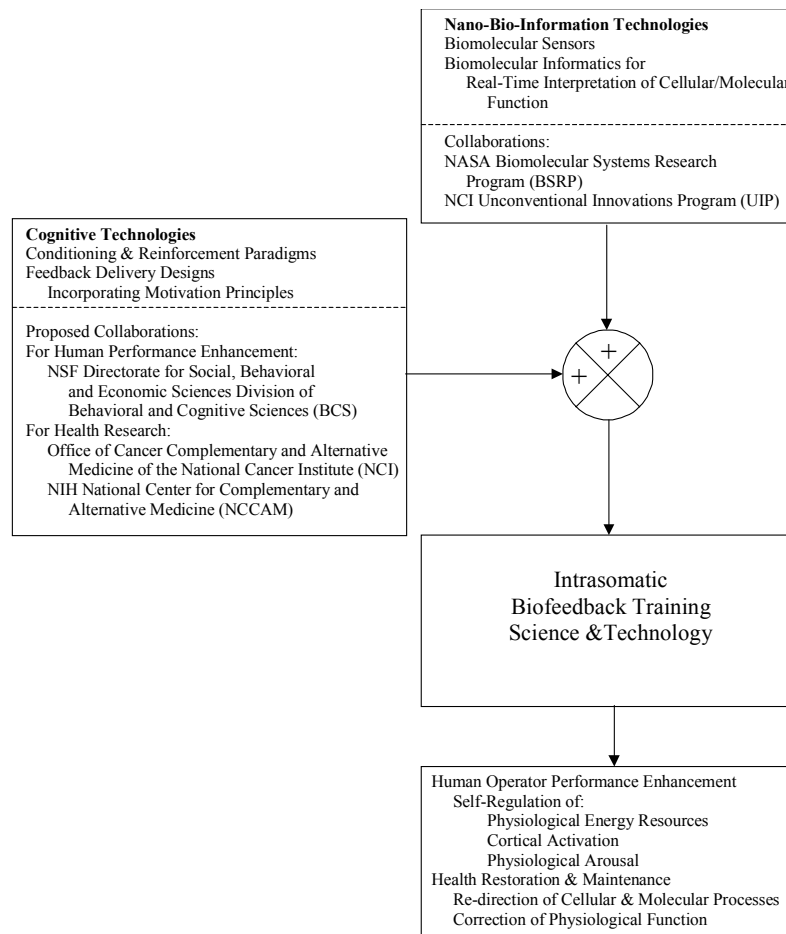 Nano-Bio-Information Technologies
Biomolecular Sensors
Biomolecular Informatics for
Real-Time Interpretation of Cellular/Molecular
Function
Collaborations:
NASA Biomolecular Systems Research
Program (BSRP)
NCI Unconventional Innovations Program (UIP)
Cognitive Technologies
Conditioning & Reinforcement Paradigms
Feedback Delivery Designs
Incorporating Motivation Principles
Proposed Collaborations:
For Human Performance Enhancement:
NSF Directorate for Social, Behavioral
and Economic Sciences Division of
Behavioral and Cognitive Sciences (BCS)
For Health Research:
Office of Cancer Complementary and Alternative
Medicine of the National Cancer Institute (NCI)
NIH National Center for Complementary and
Alternative Medicine (NCCAM)
+
+
Intrasomatic
Biofeedback Training
Science &Technology
Human Operator Performance Enhancement
Self-Regulation of:
Physiological Energy Resources
Cortical Activation
Physiological Arousal
Health Restoration & Maintenance
Re-direction of Cellular & Molecular Processes
Correction of Physiological Function